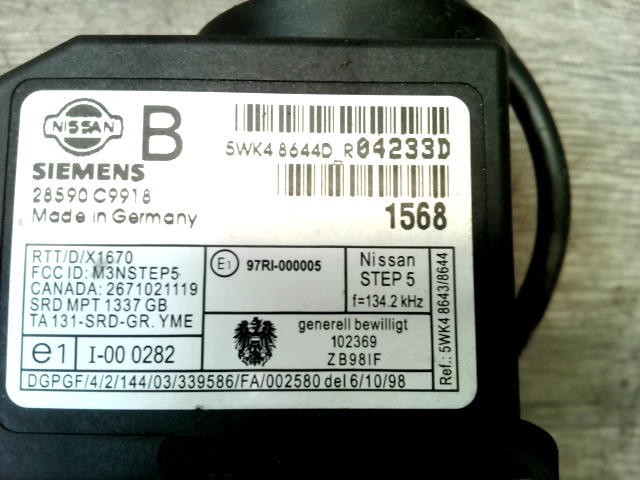 NISSAN
B
5WK4 8644D_R04233D
SIEMENS
28590 C9918
Made in Germany
1568
RTT/D/X1670
FCC ID: M3NSTEP5
CANADA: 2671021119
SRD MPT 1337 GB
TA 131-SRD-GR. YME
E1 97RI-000005
Nissan
STEP 5
f=134.2 kHz
e1 I-00 0282
generell bewilligt
102369
ZB98IF
DGPGF/4/2/144/03/339586/FA/002580 del 6/10/98
Ref.: 5WK4 8643/8644